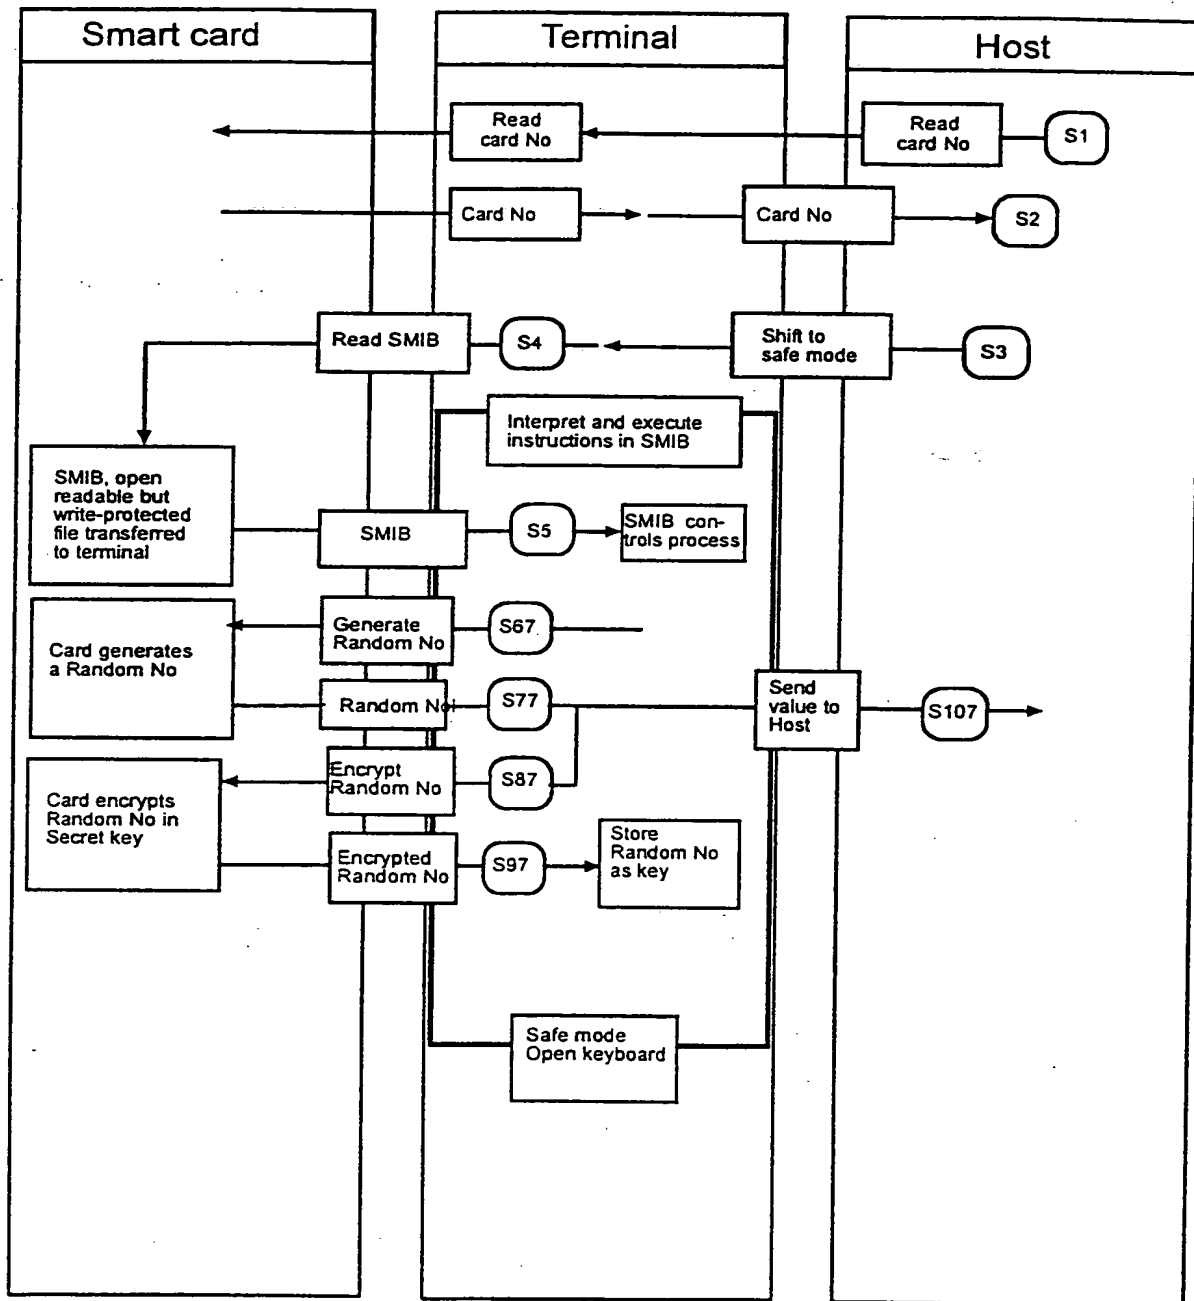 Smart card
Terminal
Host
Read
card No
Read
card No
S1
Card No
Card No
S2
Read SMIB
S4
Shift to
safe mode
S3
Interpret and execute
instructions in SMIB
SMIB, open
readable but
write-protected
file transferred
to terminal
SMIB
S5
SMIB con-
trols process
Card generates
a Random No
Generate
Random No
S67
Random No
S77
Send
value to
Host
S107
Encrypt
Random No
S87
Card encrypts
Random No in
Secret key
Encrypted
Random No
S97
Store
Random No
as key
Safe mode
Open keyboard